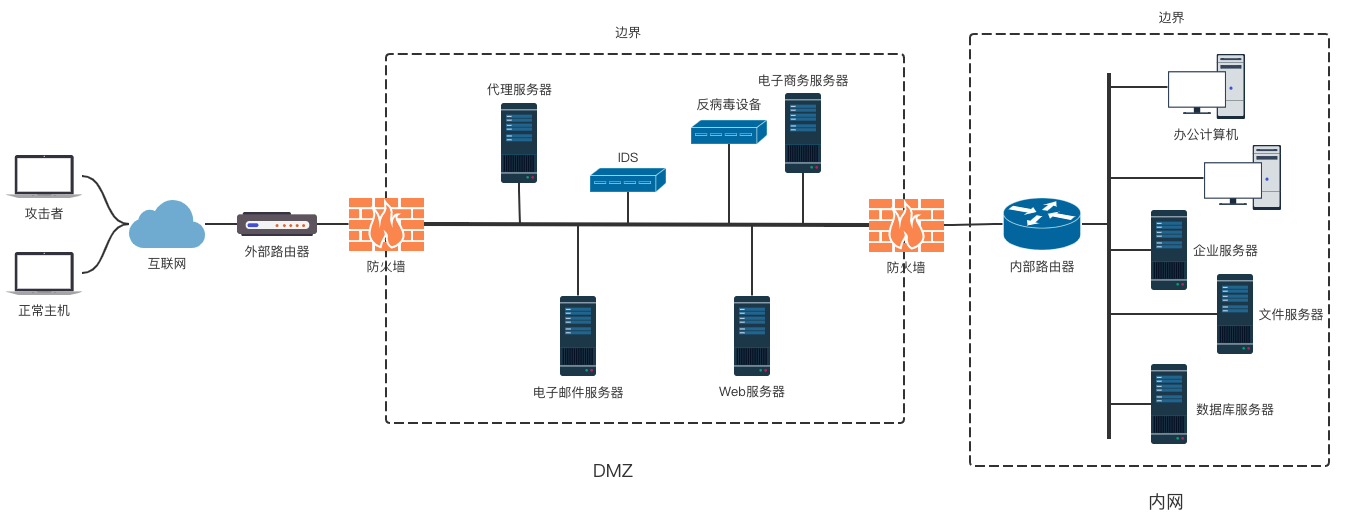 边界
边界
代理服务器
电子商务服务器
反病毒设备
IDS
办公计算机
攻击者
互联网
外部路由器
防火墙
防火墙
内部路由器
企业服务器
正常主机
文件服务器
电子邮件服务器
Web服务器
数据库服务器
DMZ
内网